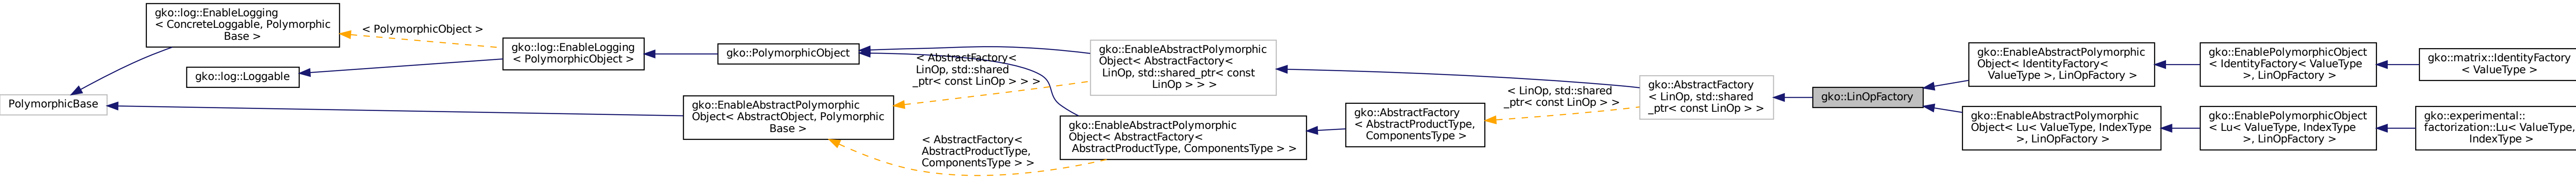 PolymorphicBase
gko::log::EnableLogging
< ConcreteLoggable, Polymorphic
Base >
gko::log::Loggable
< PolymorphicObject >
gko::log::EnableLogging
< PolymorphicObject >
gko::EnableAbstractPolymorphic
Object< AbstractObject, Polymorphic
Base >
gko::PolymorphicObject
< AbstractFactory<
LinOp, std::shared
_ptr< const LinOp > > >
< AbstractFactory<
AbstractProductType,
ComponentsType > >
gko::EnableAbstractPolymorphic
Object< AbstractFactory<
LinOp, std::shared_ptr< const
LinOp > > >
gko::EnableAbstractPolymorphic
Object< AbstractFactory<
AbstractProductType, ComponentsType > >
gko::AbstractFactory
< AbstractProductType,
ComponentsType >
< LinOp, std::shared
_ptr< const LinOp > >
gko::AbstractFactory
< LinOp, std::shared
_ptr< const LinOp > >
gko::LinOpFactory
gko::EnableAbstractPolymorphic
Object< IdentityFactory<
ValueType >, LinOpFactory >
gko::EnableAbstractPolymorphic
Object< Lu< ValueType, IndexType
>, LinOpFactory >
gko::EnablePolymorphicObject
< IdentityFactory< ValueType
>, LinOpFactory >
gko::EnablePolymorphicObject
< Lu< ValueType, IndexType
>, LinOpFactory >
gko::matrix::IdentityFactory
< ValueType >
gko::experimental::
factorization::Lu< ValueType,
IndexType >